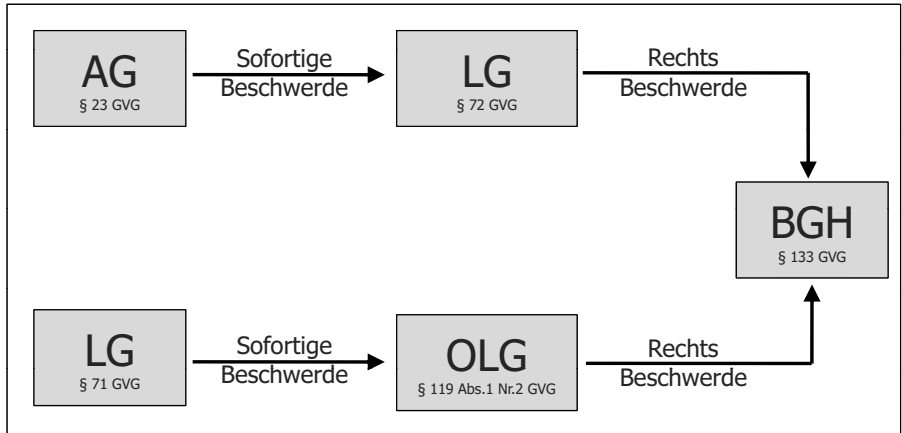 AG
§ 23 GVG
Sofortige
Beschwerde
LG
§ 72 GVG
Rechts
Beschwerde
BGH
§ 133 GVG
LG
§ 71 GVG
Sofortige
Beschwerde
OLG
§ 119 Abs.1 Nr.2 GVG
Rechts
Beschwerde